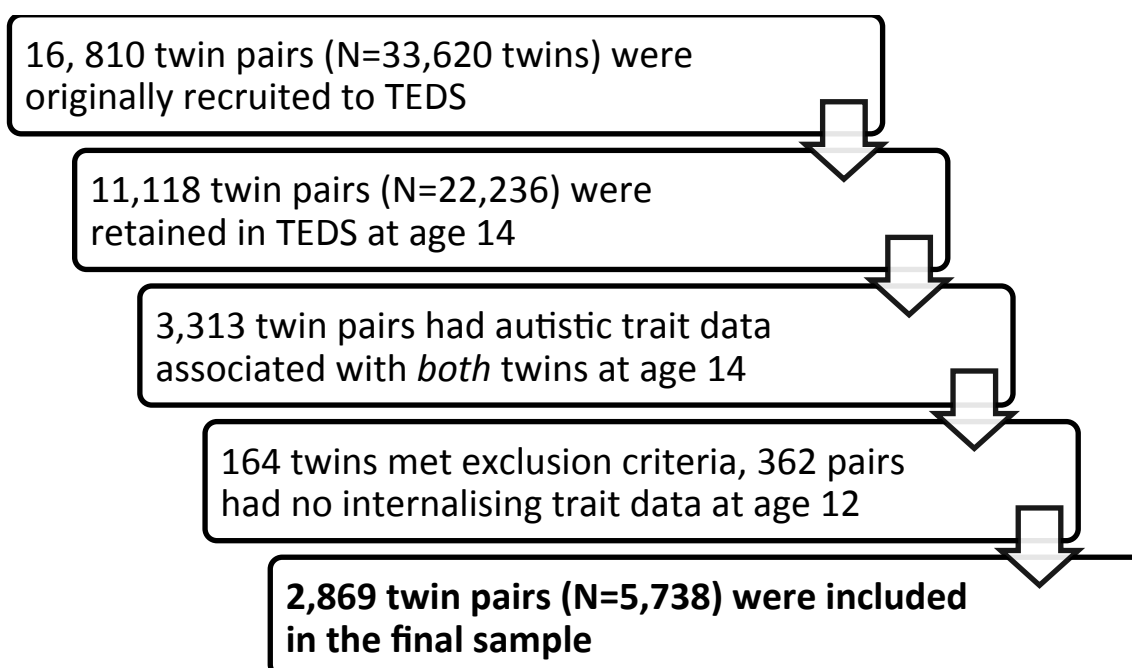 16, 810 twin pairs (N=33,620 twins) were
originally recruited to TEDS
11,118 twin pairs (N=22,236) were
retained in TEDS at age 14
3,313 twin pairs had autistic trait data
associated with both twins at age 14
164 twins met exclusion criteria, 362 pairs
had no internalising trait data at age 12
2,869 twin pairs (N=5,738) were included
in the final sample